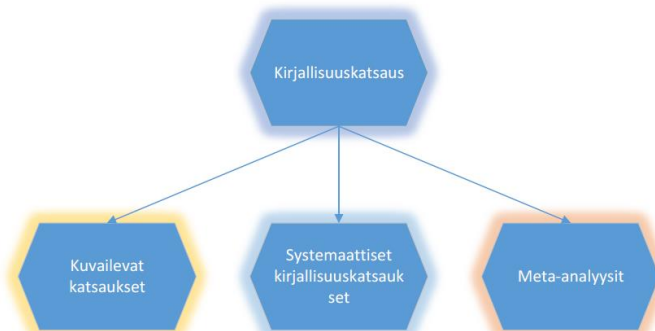 Kirjallisuuskatsaus
Kuvailevat
katsaukset
Systemaattiset
kirjallisuuskatsauk
set
Meta-analyysit